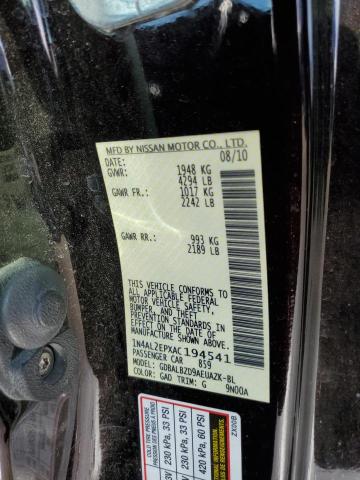 MFD BY NISSAN MOTOR CO., LTD.
DATE: 08/10
GVWR: 1948 KG
4294 LB
GAWR FR: 1017 KG
2242 LB
GAWR RR: 993 KG
2189 LB
THIS VEHICLE CONFORMS TO ALL
APPLICABLE FEDERAL
MOTOR VEHICLE SAFETY, BUMPER,
AND THEFT
PREVENTION STANDARDS
IN EFFECT ON THE
DATE OF MANUFACTURE
SHOWN ABOVE.
1N4AL2EPXAC194541
PASSENGER CAR 859
MODEL: GDBALBZD9AEUAZK-BL
COLOR: GAD TRIM: G 9N00A
ZX00B
230 kPa, 33 PSI
230 kPa, 33 PSI
420 kPa, 60 PSI